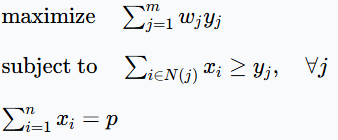 maximize ∑_{j=1}^{m} w_j y_j
subject to ∑_{i∈N(j)} x_i ≥ y_j, ∀j
∑_{i=1}^{n} x_i = p